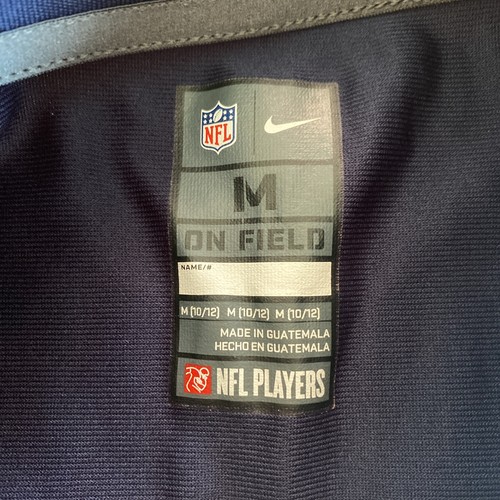 NFL
M
ON FIELD
NAME/#
M (10/12) M (10/12) M (10/12)
MADE IN GUATEMALA
HECHO EN GUATEMALA
NFL PLAYERS